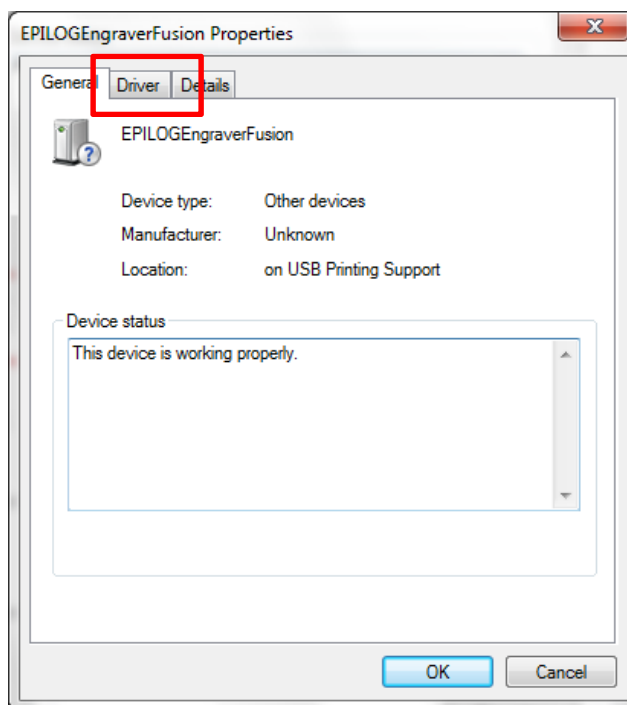 EPILOGEngraverFusion Properties
General Driver Details
EPILOGEngraverFusion
Device type: Other devices
Manufacturer: Unknown
Location: on USB Printing Support
Device status
This device is working properly.
OK Cancel